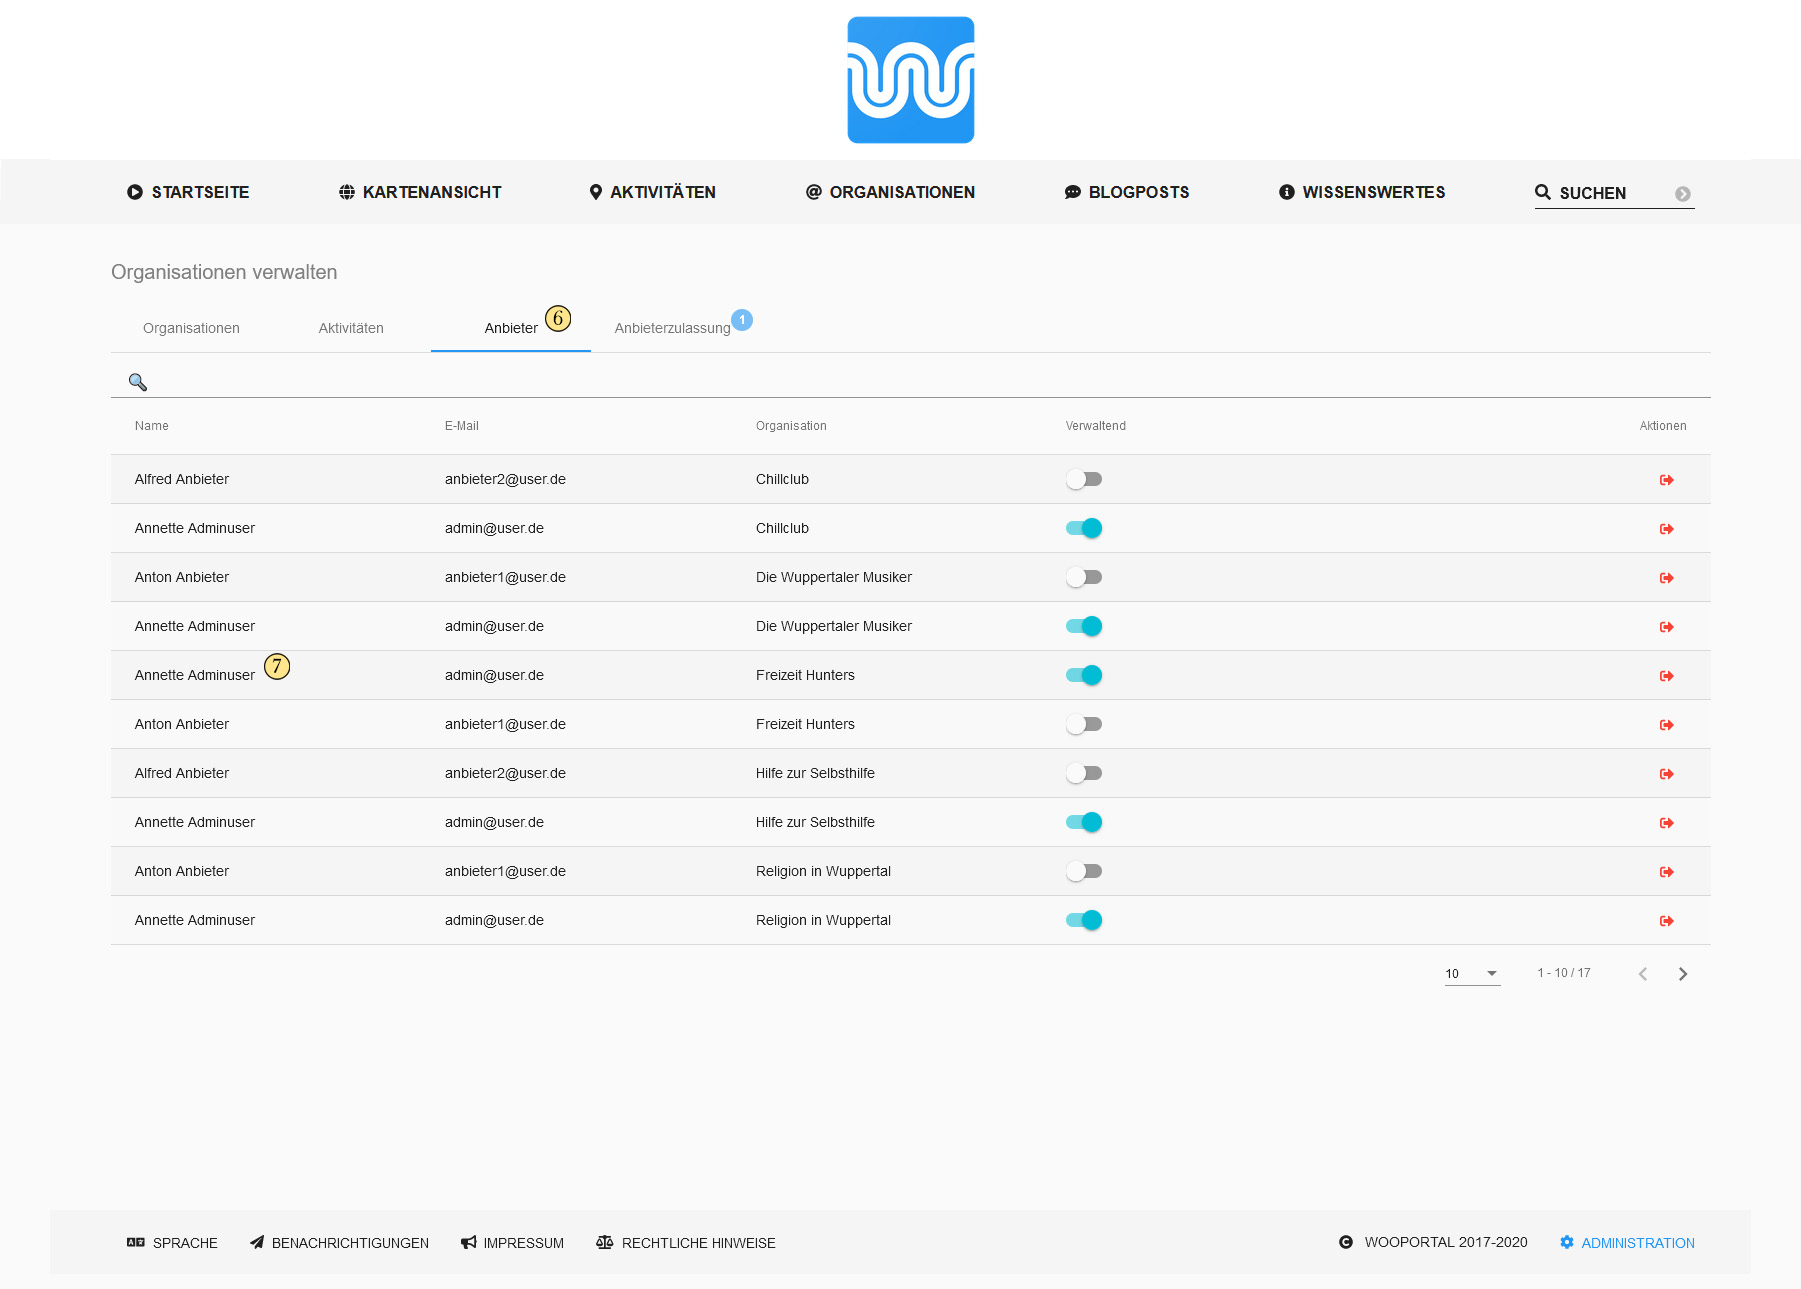 STARTSEITE KARTENANSICHT AKTIVITÄTEN ORGANISATIONEN BLOGPOSTS WISSENSWERTES SUCHEN
Organisationen verwalten
Organisationen Aktivitäten Anbieter 6 Anbieterzulassung 1
Name E-Mail Organisation Verwaltend Aktionen
Alfred Anbieter anbieter2@user.de Chillclub
Annette Adminuser admin@user.de Chillclub
Anton Anbieter anbieter1@user.de Die Wuppertaler Musiker
Annette Adminuser admin@user.de Die Wuppertaler Musiker
Annette Adminuser 7 admin@user.de Freizeit Hunters
Anton Anbieter anbieter1@user.de Freizeit Hunters
Alfred Anbieter anbieter2@user.de Hilfe zur Selbsthilfe
Annette Adminuser admin@user.de Hilfe zur Selbsthilfe
Anton Anbieter anbieter1@user.de Religion in Wuppertal
Annette Adminuser admin@user.de Religion in Wuppertal
10 1 - 10 / 17
SPRACHE BENACHRICHTIGUNGEN IMPRESSUM RECHTLICHE HINWEISE WOOPORTAL 2017-2020 ADMINISTRATION